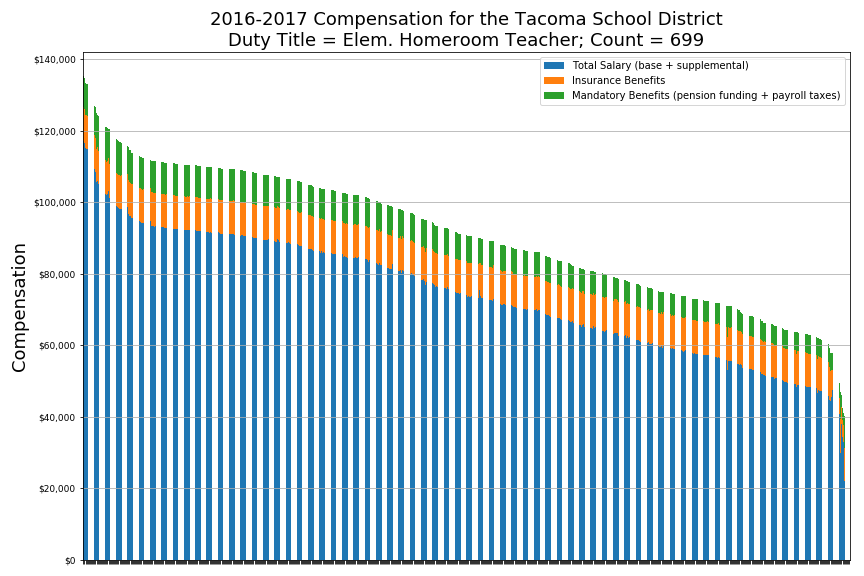 2016-2017 Compensation for the Tacoma School District
Duty Title = Elem. Homeroom Teacher; Count = 699
Total Salary (base + supplemental)
Insurance Benefits
Mandatory Benefits (pension funding + payroll taxes)
Compensation
$140,000
$120,000
$100,000
$80,000
$60,000
$40,000
$20,000
$0